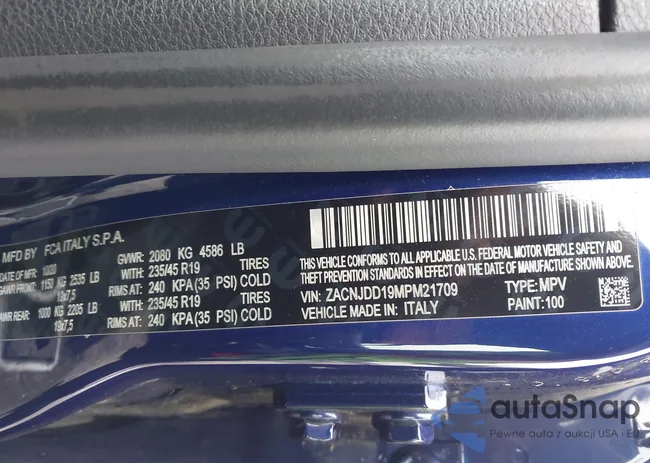 MFD BY FCA ITALY S.P.A.
DATE OF MFD 1020 GVWR: 2080 KG 4586 LB
GAWR FRONT: 1150 KG 2535 LB WITH: 235/45 R19 TIRES
19x7,5 RIMS AT: 240 KPA (35 PSI) COLD
GAWR REAR: 1000 KG 2205 LB WITH: 235/45 R19 TIRES
19x7,5 RIMS AT: 240 KPA (35 PSI) COLD
THIS VEHICLE CONFORMS TO ALL APPLICABLE U.S. FEDERAL MOTOR VEHICLE SAFETY AND
THEFT PREVENTION STANDARDS IN EFFECT ON THE DATE OF MANUFACTURE SHOWN ABOVE.
VIN: ZACNJDD19MPM21709 TYPE: MPV
VEHICLE MADE IN: ITALY PAINT: 100
autaSnap
Pewne auta z aukcji USA i EU